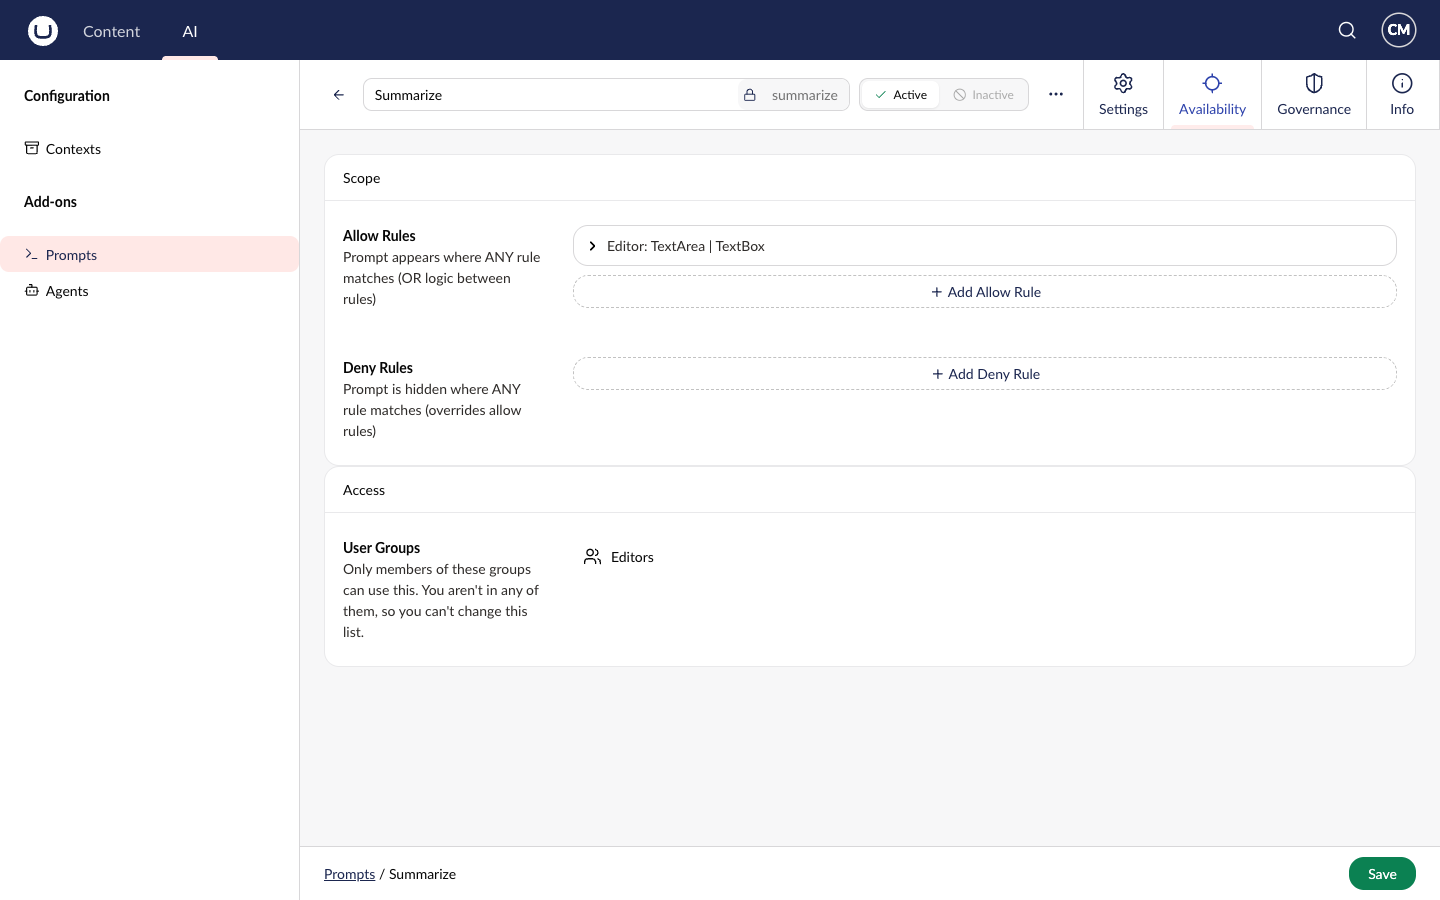 Content
AI
CM
Configuration
Contexts
Add-ons
Prompts
Agents
Summarize
summarize
Active
Inactive
Settings
Availability
Governance
Info
Scope
Allow Rules
Prompt appears where ANY rule
matches (OR logic between
rules)
Editor: TextArea | TextBox
+ Add Allow Rule
Deny Rules
Prompt is hidden where ANY
rule matches (overrides allow
rules)
+ Add Deny Rule
Access
User Groups
Only members of these groups
can use this. You aren't in any of
them, so you can't change this
list.
Editors
Prompts / Summarize
Save